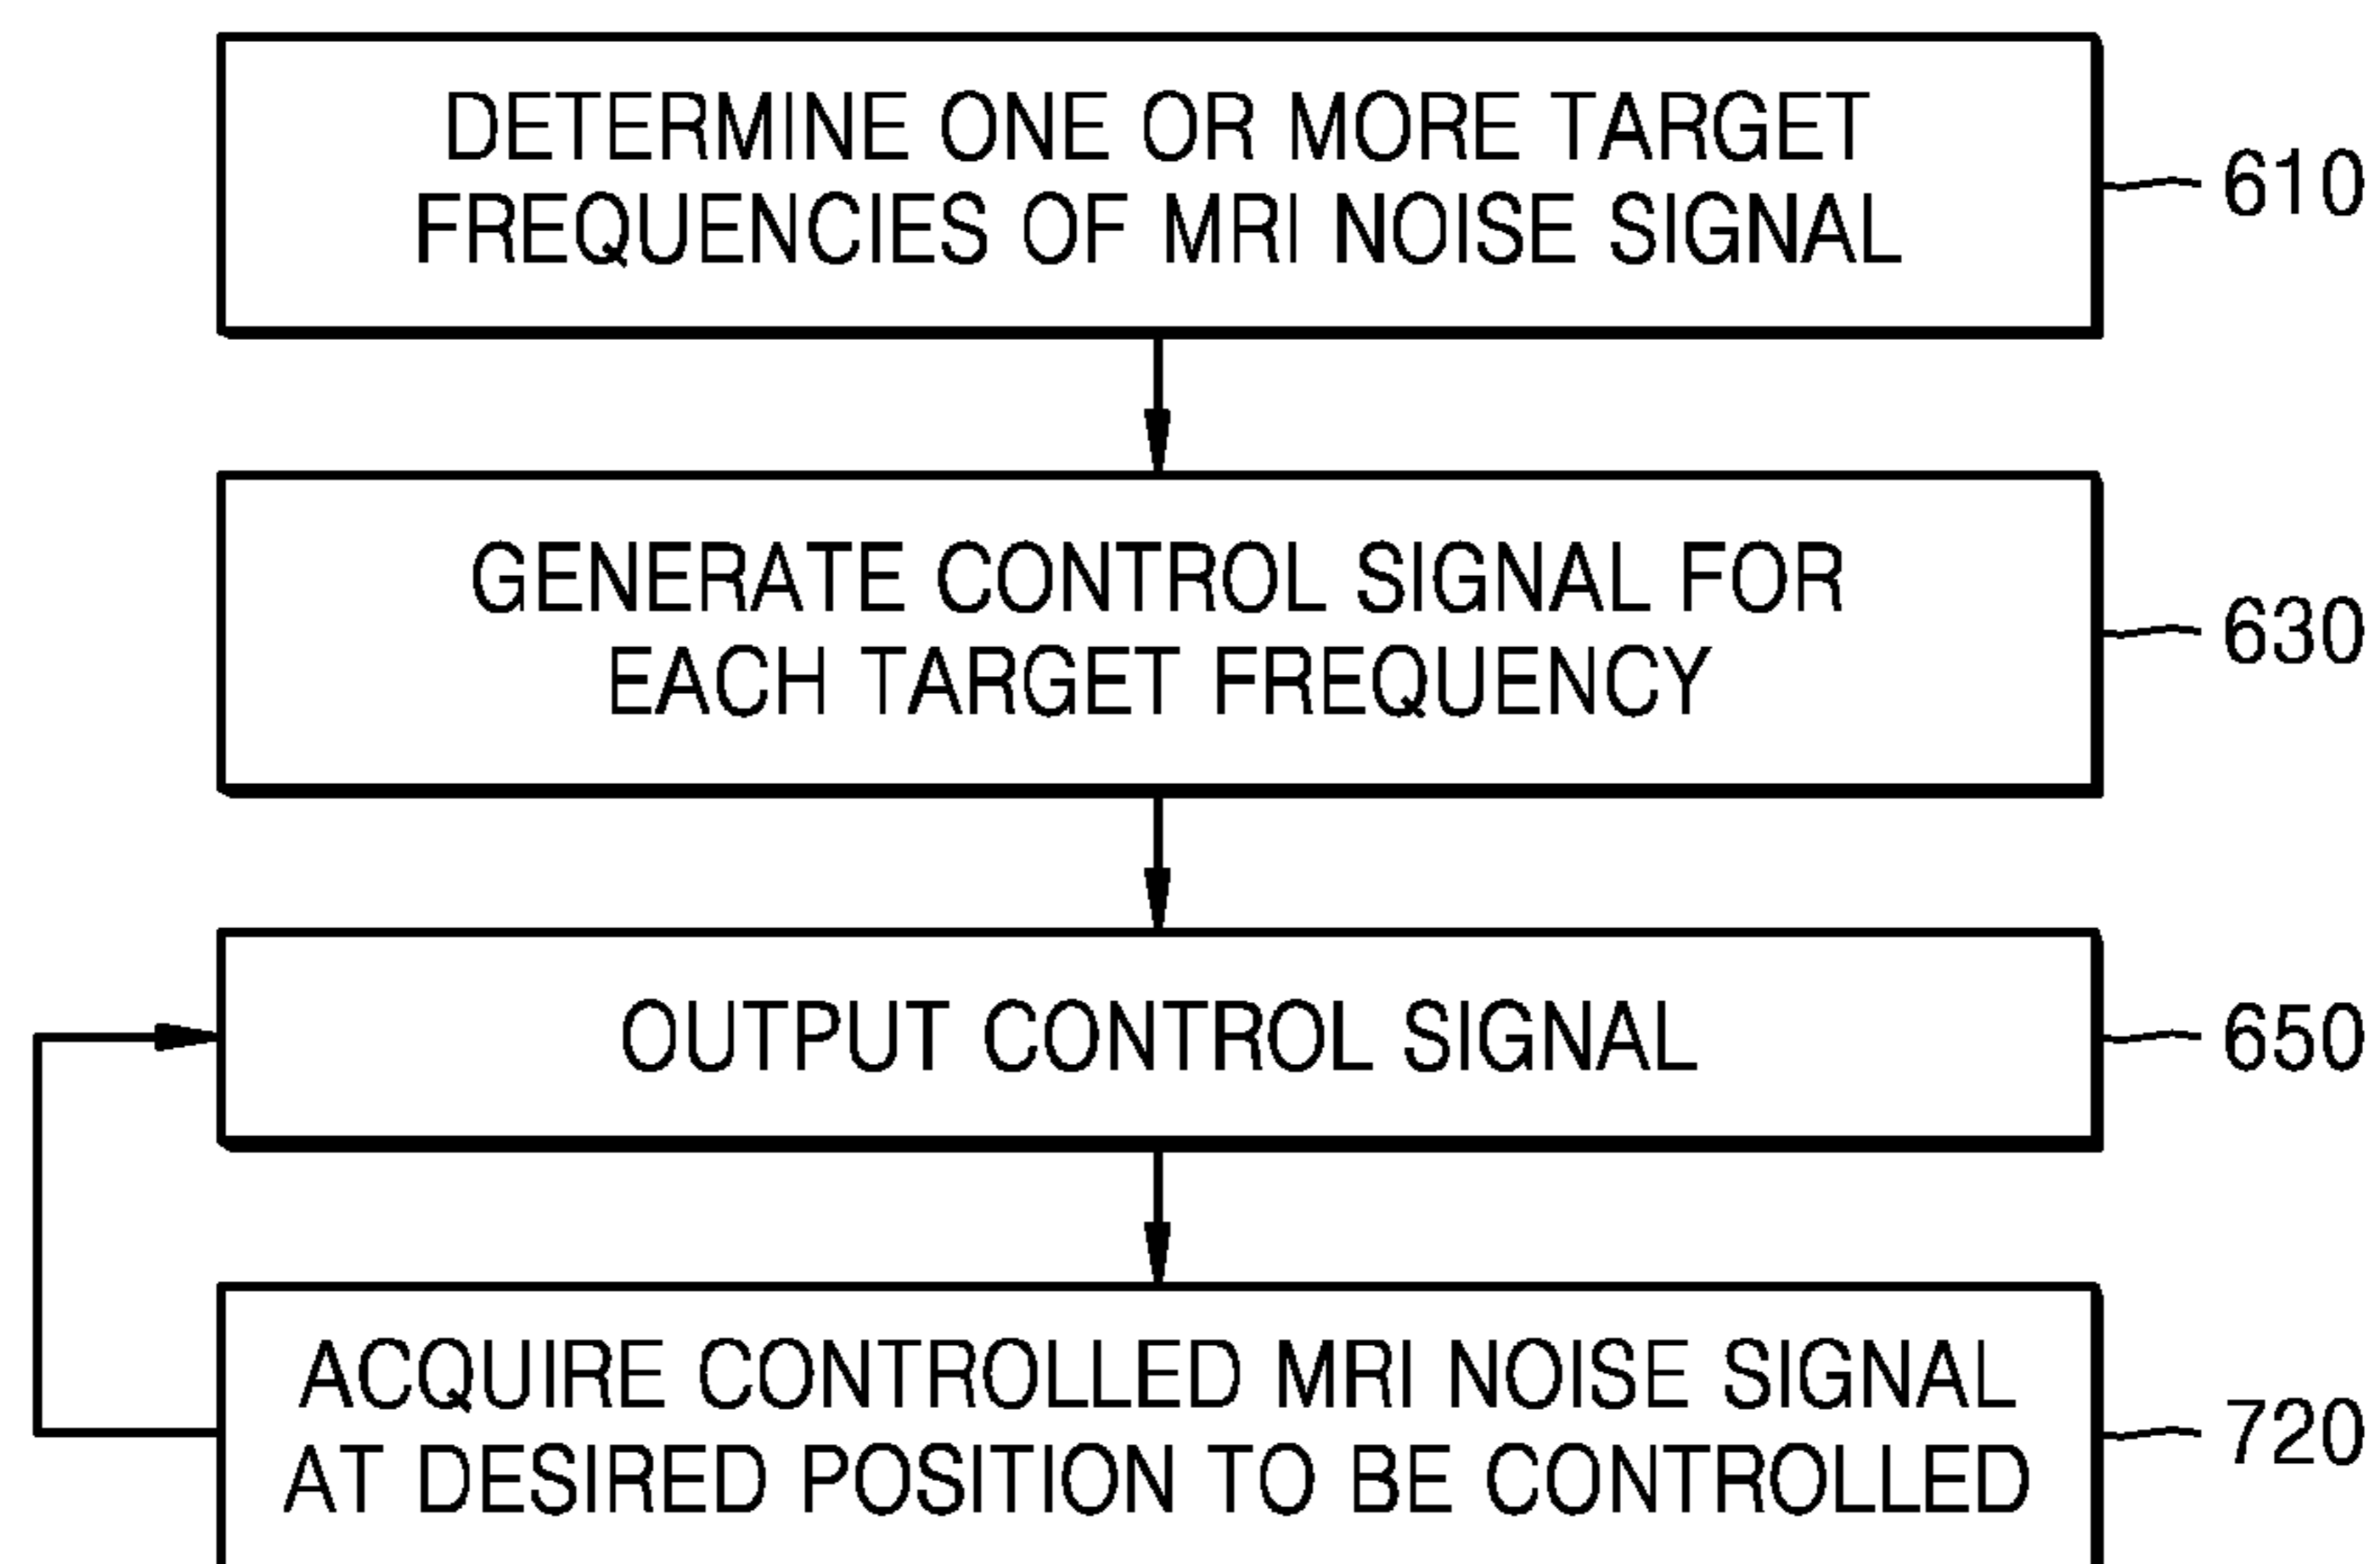 DETERMINE ONE OR MORE TARGET
FREQUENCIES OF MRI NOISE SIGNAL
610
GENERATE CONTROL SIGNAL FOR
EACH TARGET FREQUENCY
630
OUTPUT CONTROL SIGNAL
650
ACQUIRE CONTROLLED MRI NOISE SIGNAL
AT DESIRED POSITION TO BE CONTROLLED
720